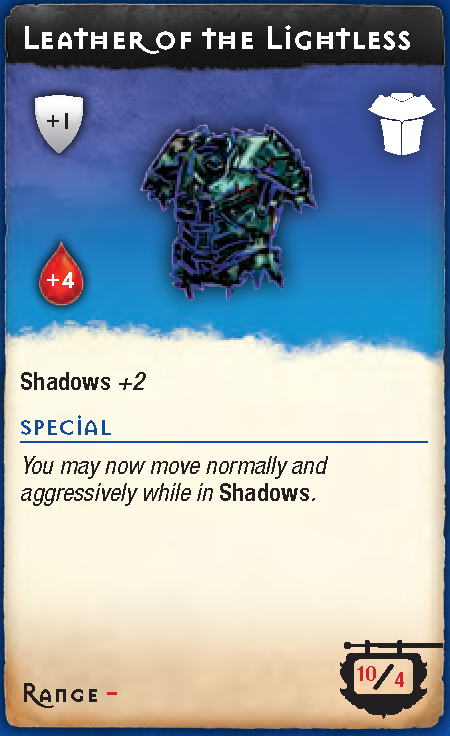 Leather of the Lightless
+1
+4
Shadows +2
Special
You may now move normally and
aggressively while in Shadows.
Range –
10/4